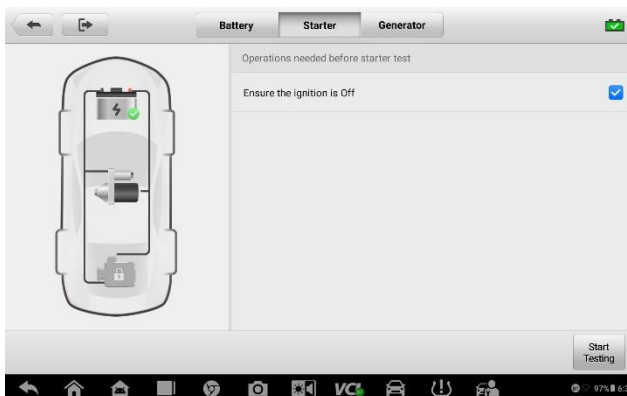 Battery
Starter
Generator
Operations needed before starter test
Ensure the ignition is Off
Start
Testing
VCI
97%